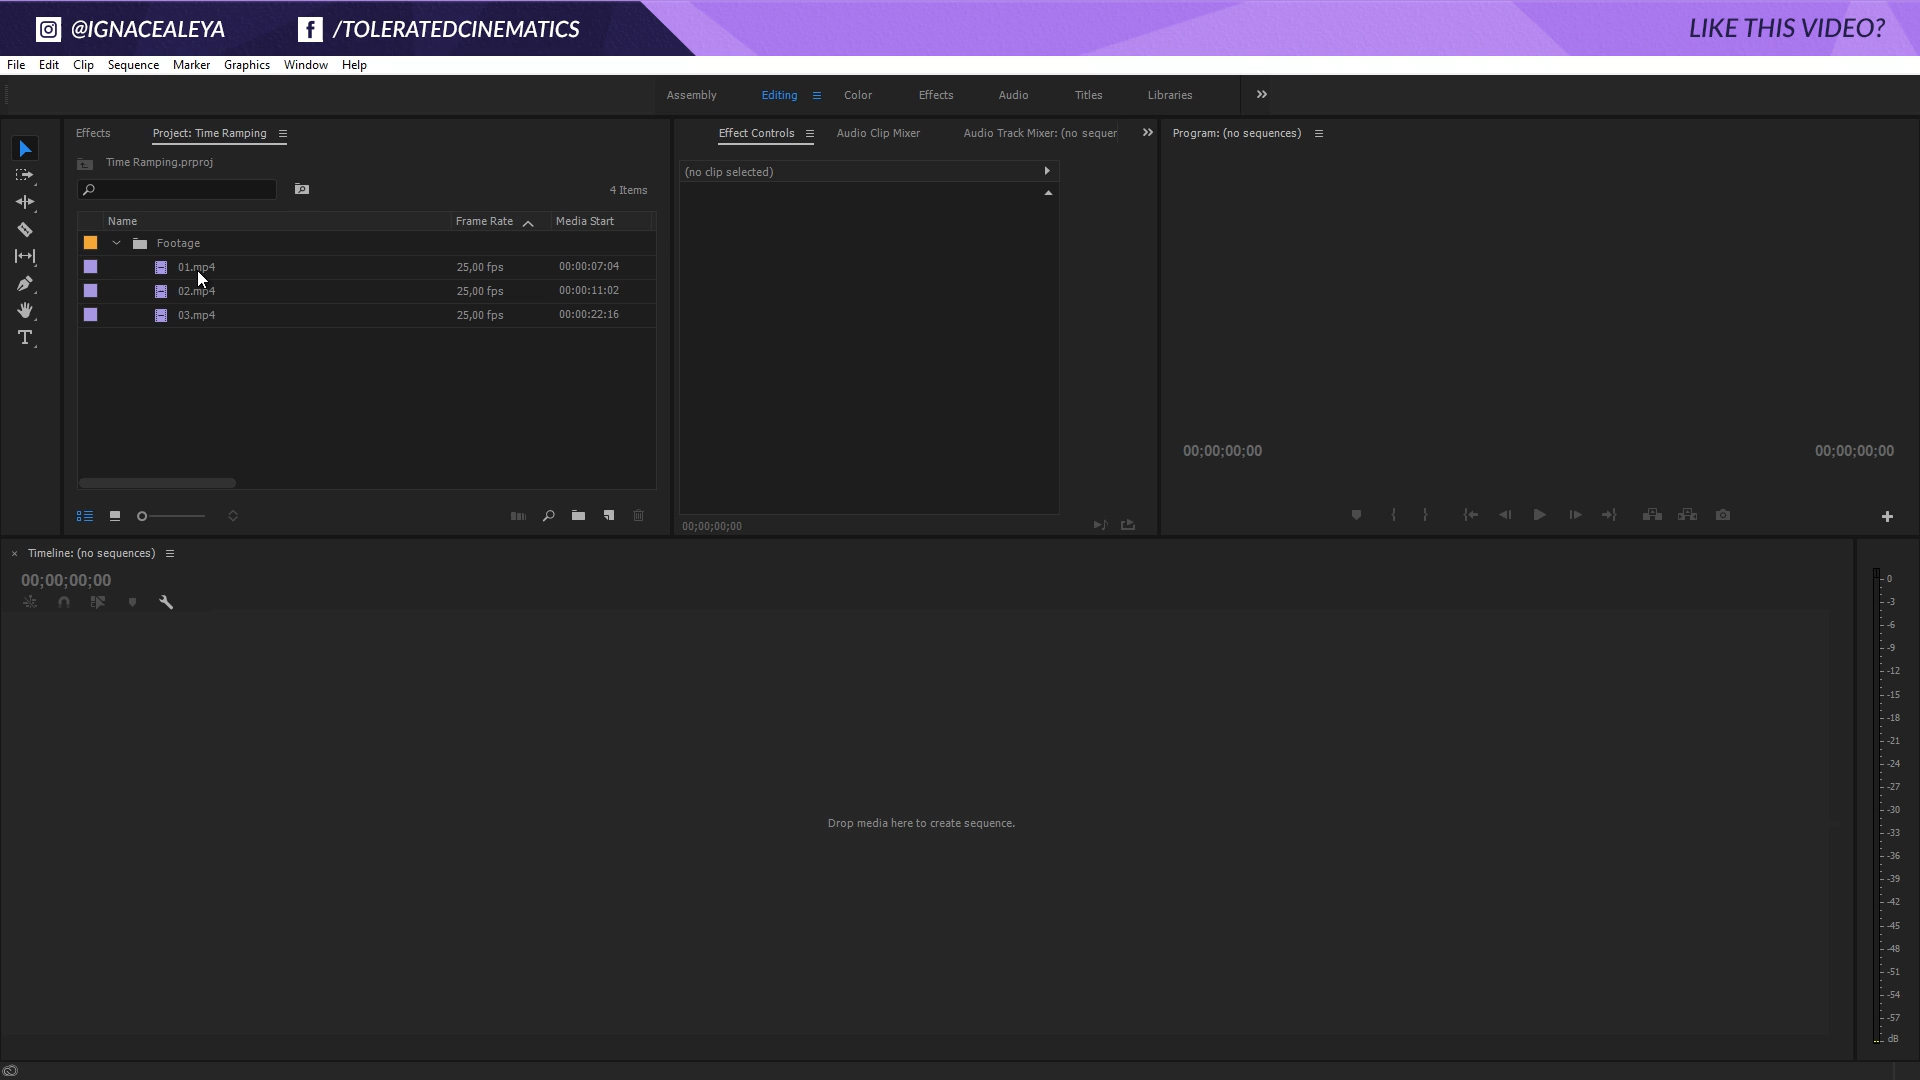 @IGNACEALEYA /TOLERATEDCINEMATICS LIKE THIS VIDEO?
File Edit Clip Sequence Marker Graphics Window Help
Assembly Editing Color Effects Audio Titles Libraries
Effects Project: Time Ramping
Time Ramping.prproj
4 Items
Name Frame Rate Media Start
Footage
01.mp4 25,00 fps 00:00:07:04
02.mp4 25,00 fps 00:00:11:02
03.mp4 25,00 fps 00:00:22:16
Effect Controls Audio Clip Mixer Audio Track Mixer: (no sequer
(no clip selected)
00;00;00;00
Program: (no sequences)
00;00;00;00 00;00;00;00
× Timeline: (no sequences)
00;00;00;00
Drop media here to create sequence.
0
-3
-6
-9
-12
-15
-18
-21
-24
-27
-30
-33
-36
-39
-42
-45
-48
-51
-54
-57
dB